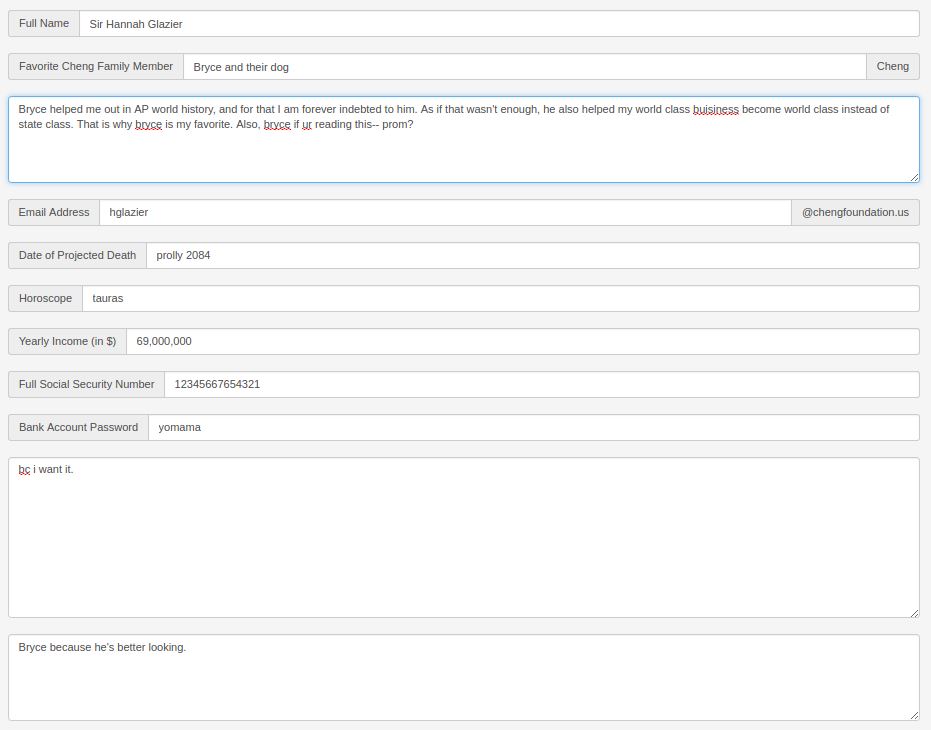 Full Name Sir Hannah Glazier
Favorite Cheng Family Member Bryce and their dog Cheng
Bryce helped me out in AP world history, and for that I am forever indebted to him. As if that wasn't enough, he also helped my world class buisiness become world class instead of
state class. That is why bryce is my favorite. Also, bryce if ur reading this-- prom?
Email Address hglazier @chengfoundation.us
Date of Projected Death prolly 2084
Horoscope tauras
Yearly Income (in $) 69,000,000
Full Social Security Number 12345667654321
Bank Account Password yomama
bc i want it.
Bryce because he's better looking.